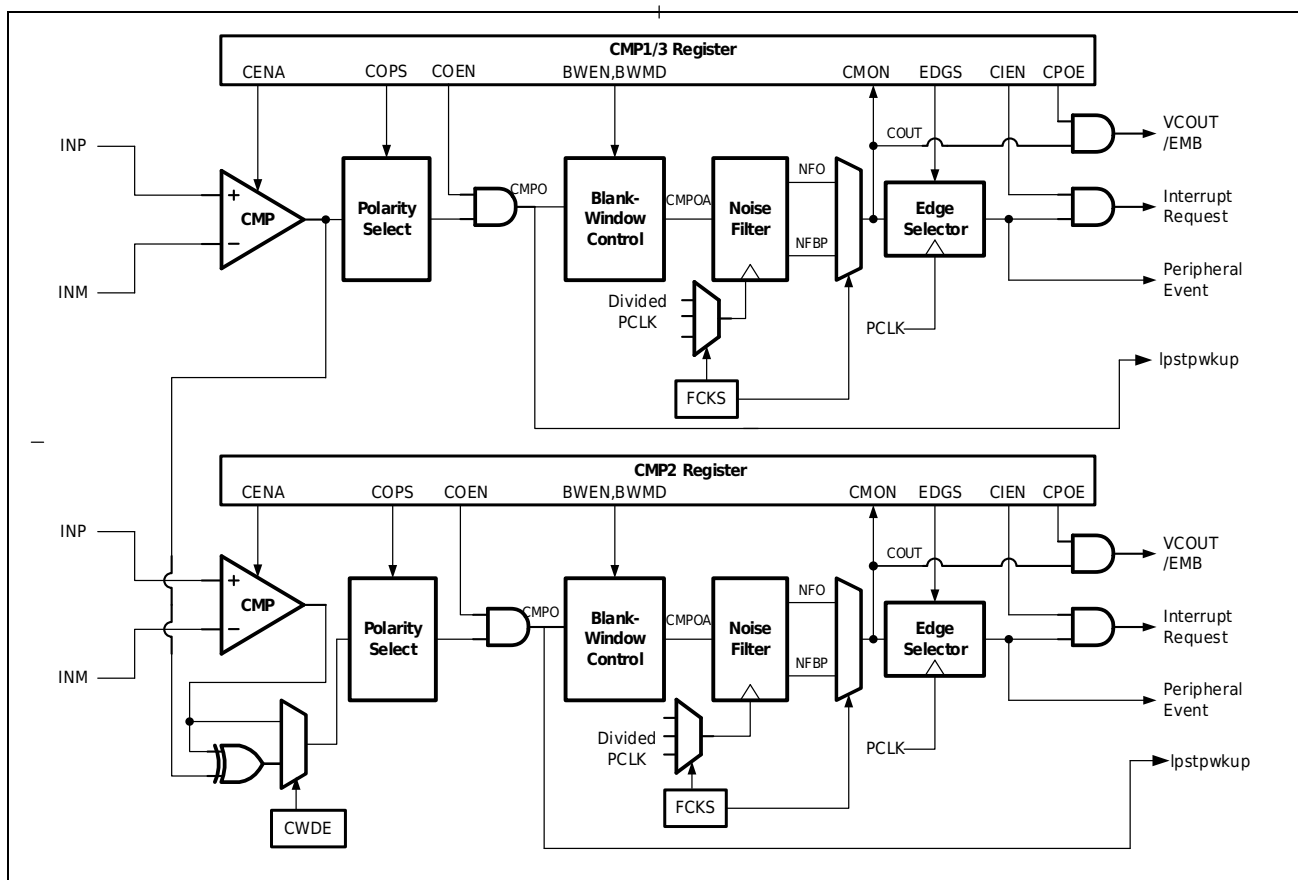 CMP1/3 Register
CENA COPS COEN BWEN,BWMD CMON EDGS CIEN CPOE
INP
INM
+
−
CMP
Polarity
Select
CMPO
Blank-
Window
Control
CMPOA
Noise
Filter
NFO
NFBP
COUT
Edge
Selector
VCOUT
/EMB
Interrupt
Request
Peripheral
Event
Divided
PCLK
PCLK
FCKS
lpstpwkup
CMP2 Register
CENA COPS COEN BWEN,BWMD CMON EDGS CIEN CPOE
INP
INM
+
−
CMP
Polarity
Select
CMPO
Blank-
Window
Control
CMPOA
Noise
Filter
NFO
NFBP
COUT
Edge
Selector
VCOUT
/EMB
Interrupt
Request
Peripheral
Event
Divided
PCLK
PCLK
FCKS
lpstpwkup
CWDE